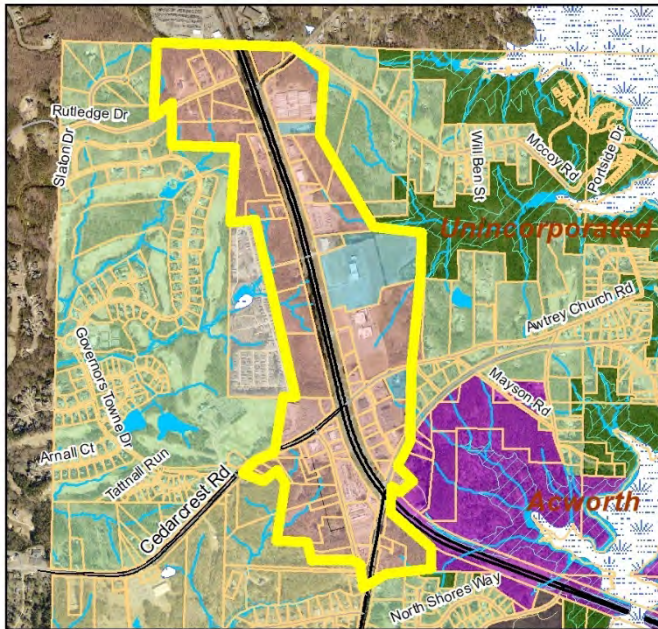 Rutledge Dr
Slaton Dr
Will Ben St
Mccoy Rd
Portside Dr
Unincorporated
Awtrey Church Rd
Governors Towne Dr
Mayson Rd
Arnall Ct
Tattnall Run
Cedarcrest Rd
Acworth
North Shores Way